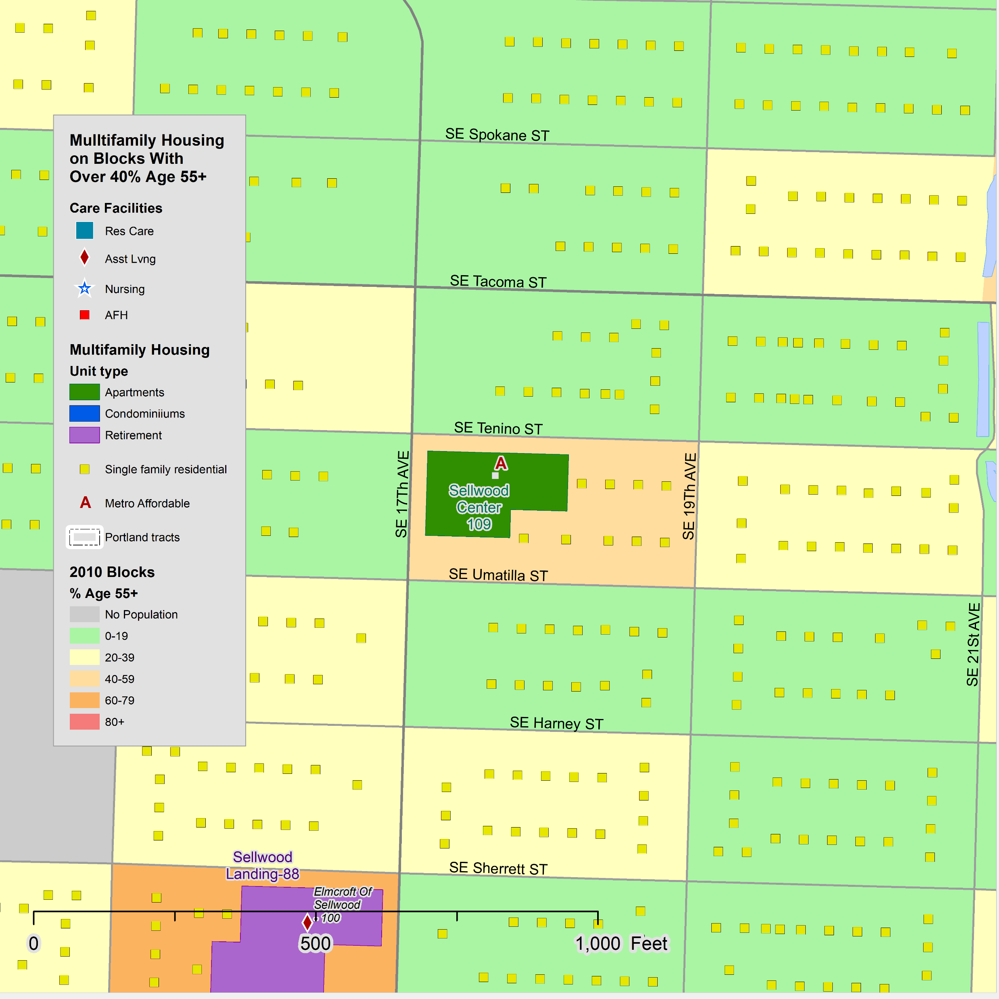 SE Spokane ST
Mulltifamily Housing
on Blocks With
Over 40% Age 55+
Care Facilities
Res Care
Asst Lvng
Nursing
AFH
Multifamily Housing
Unit type
Apartments
Condominiiums
Retirement
Single family residential
A Metro Affordable
Portland tracts
2010 Blocks
% Age 55+
No Population
0-19
20-39
40-59
60-79
80+
SE Tacoma ST
SE Tenino ST
SE 17Th AVE
A
Sellwood
Center
109
SE 19Th AVE
SE Umatilla ST
SE 21St AVE
SE Harney ST
SE Sherrett ST
Sellwood
Landing-88
Elmcroft Of
Sellwood
- 100
0 500 1,000 Feet